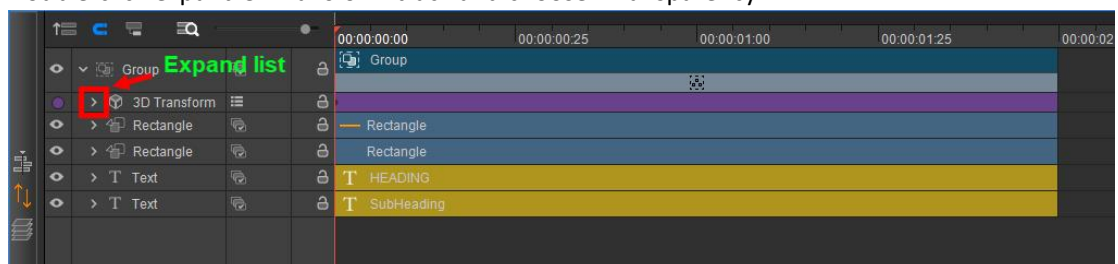 00:00:00:00 00:00:00:25 00:00:01:00 00:00:01:25 00:00:02
Group Expand list Group
3D Transform
Rectangle Rectangle
Rectangle Rectangle
T Text T HEADING
T Text T SubHeading